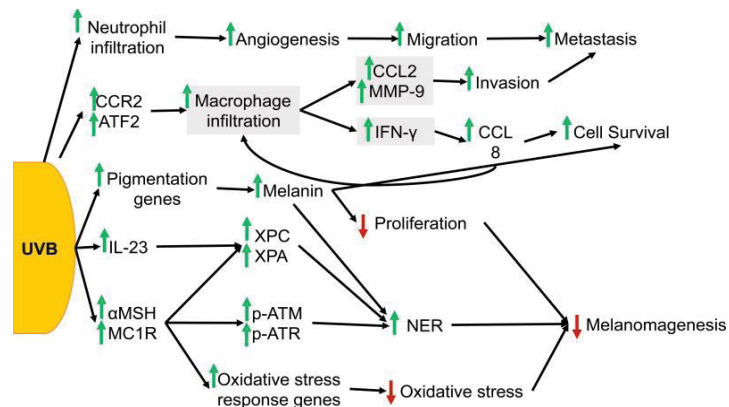 Neutrophil
infiltration
Angiogenesis
Migration
Metastasis
CCR2
ATF2
Macrophage
infiltration
CCL2
MMP-9
Invasion
IFN-γ
CCL
8
Cell Survival
Pigmentation
genes
Melanin
Proliferation
UVB
IL-23
XPC
XPA
αMSH
MC1R
p-ATM
p-ATR
NER
Melanomagenesis
Oxidative stress
response genes
Oxidative stress